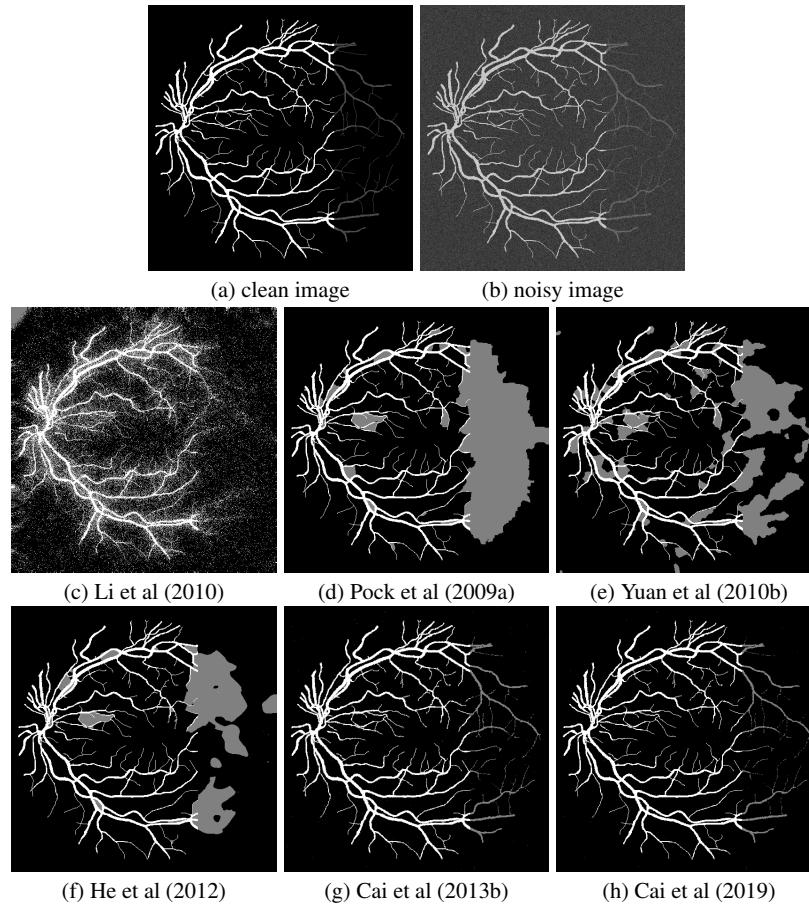 (a) clean image
(b) noisy image
(c) Li et al (2010)
(d) Pock et al (2009a)
(e) Yuan et al (2010b)
(f) He et al (2012)
(g) Cai et al (2013b)
(h) Cai et al (2019)